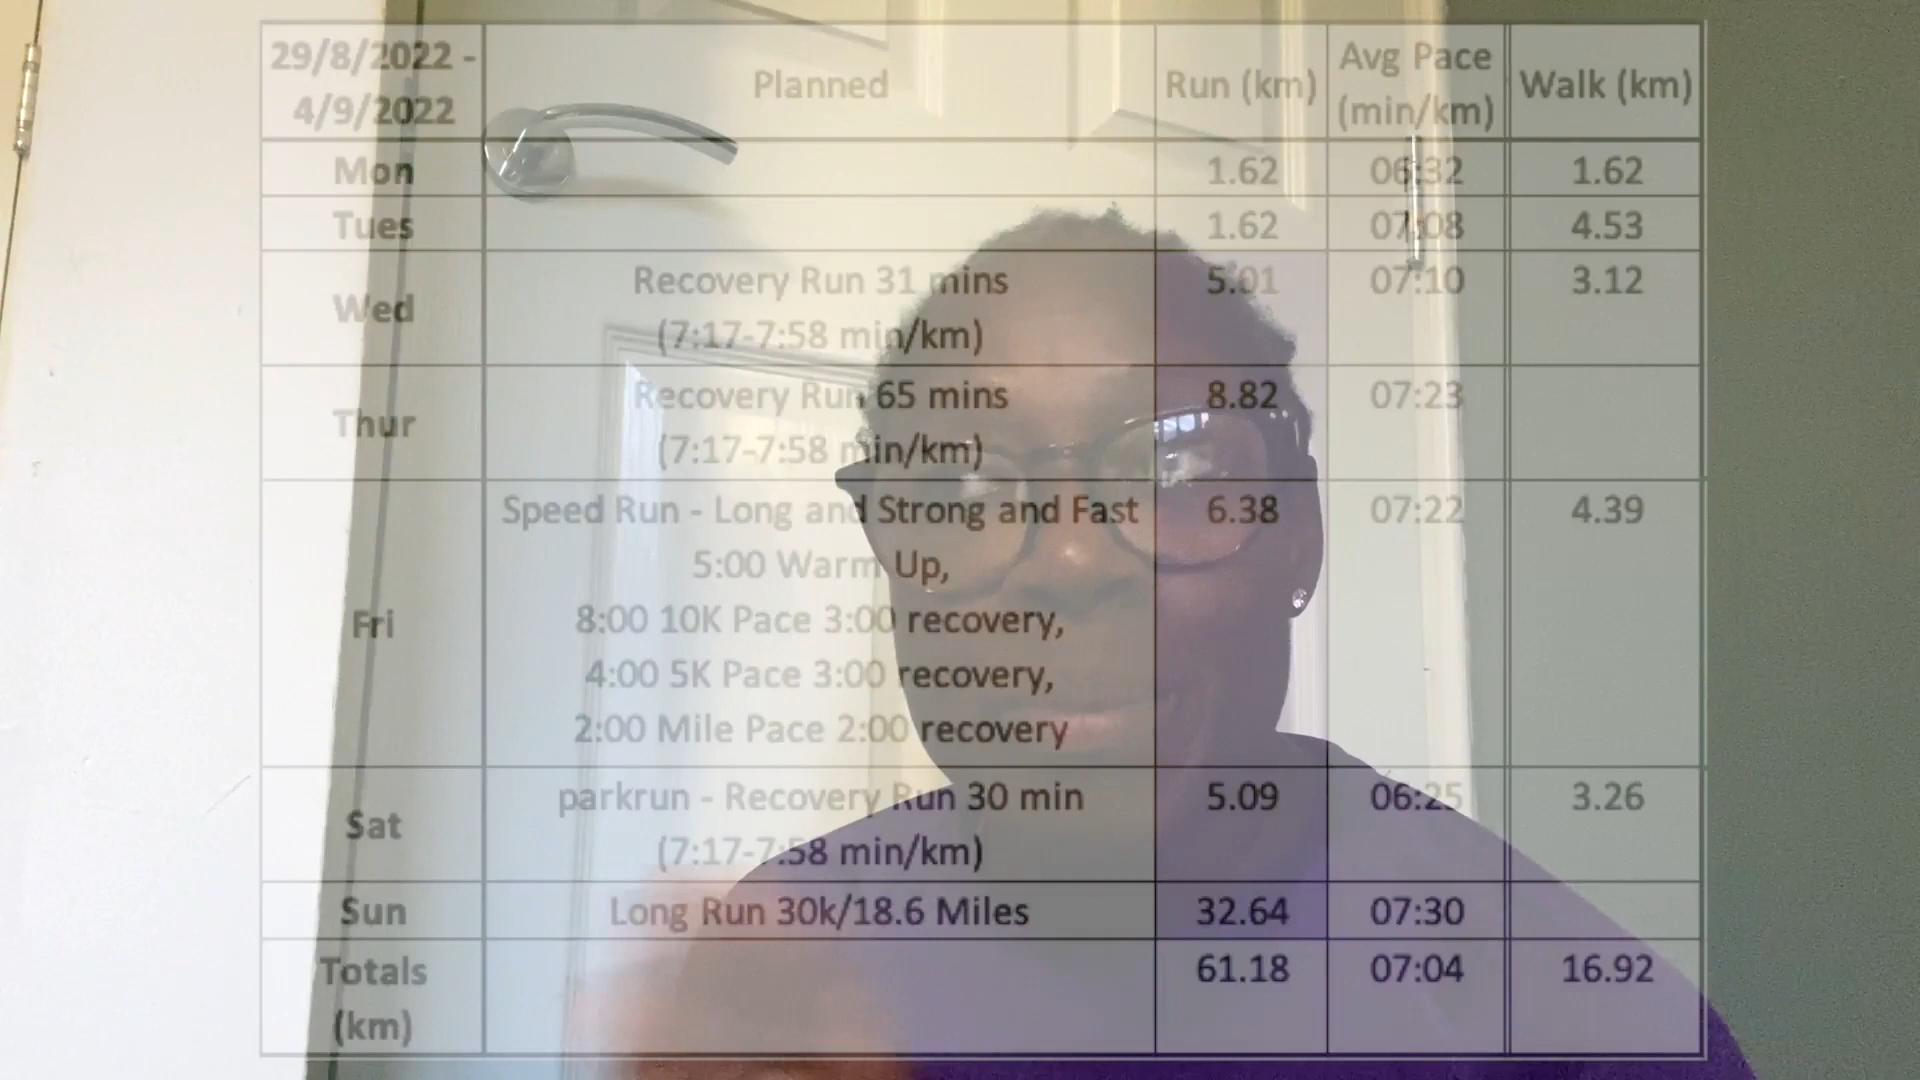 29/8/2022 -
4/9/2022
Planned
Run (km)
Avg Pace
(min/km)
Walk (km)
Mon
1.62
06:32
1.62
Tues
1.62
07:08
4.53
Wed
Recovery Run 31 mins
(7:17-7:58 min/km)
5.01
07:10
3.12
Thur
Recovery Run 65 mins
(7:17-7:58 min/km)
8.82
07:23
Fri
Speed Run - Long and Strong and Fast
5:00 Warm Up,
8:00 10K Pace 3:00 recovery,
4:00 5K Pace 3:00 recovery,
2:00 Mile Pace 2:00 recovery
6.38
07:22
4.39
Sat
parkrun - Recovery Run 30 min
(7:17-7:58 min/km)
5.09
06:25
3.26
Sun
Long Run 30k/18.6 Miles
32.64
07:30
Totals
(km)
61.18
07:04
16.92